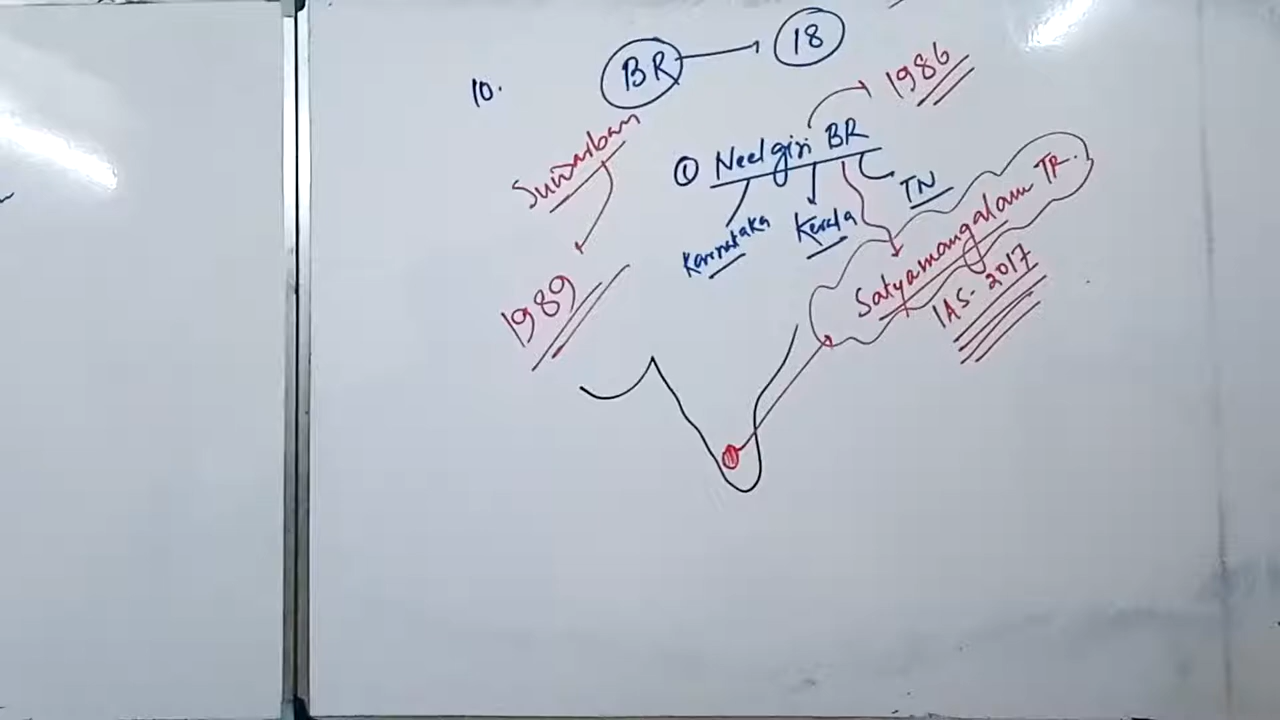 10.
BR
18
Sundarban
1989
① Neelgiri BR
1986
Karnataka
Kerala
TN
Satyamangalam TR.
IAS-2017